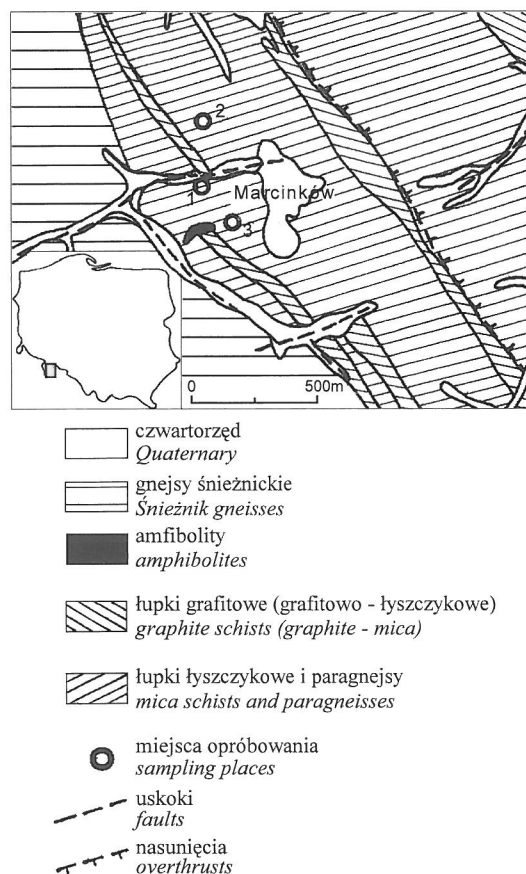 2
1
Marcinków
3
0 500m
czwartorzęd
Quaternary
gnejsy śnieżnickie
Śnieżnik gneisses
amfibolity
amphibolites
łupki grafitowe (grafitowo - łyszczykowe)
graphite schists (graphite - mica)
łupki łyszczykowe i paragnejsy
mica schists and paragneisses
miejsca opróbowania
sampling places
uskoki
faults
nasunięcia
overthrusts